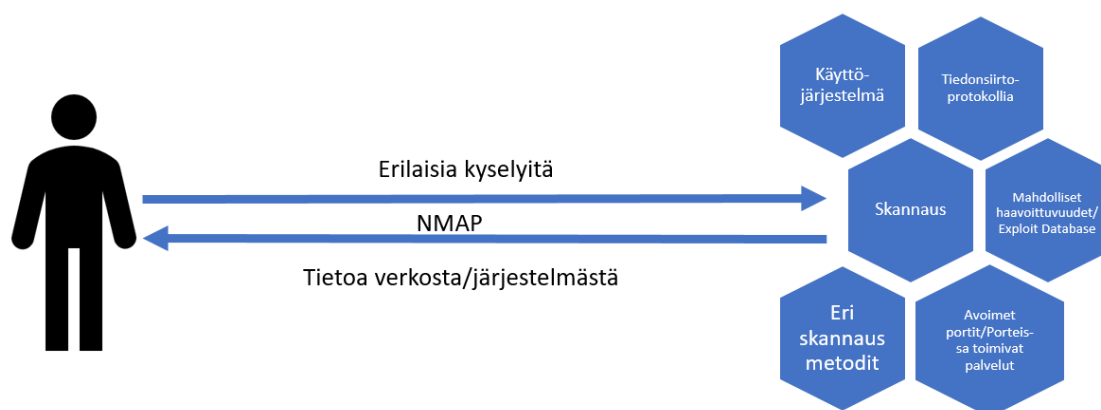 Käyttö-
järjestelmä
Tiedonsiirto-
protokollia
Erilaisia kyselyitä
NMAP
Tietoa verkosta/järjestelmästä
Skannaus
Mahdolliset
haavoittuvuudet/
Exploit Database
Eri
skannaus
metodit
Avoimet
portit/Porteis-
sa toimivat
palvelut